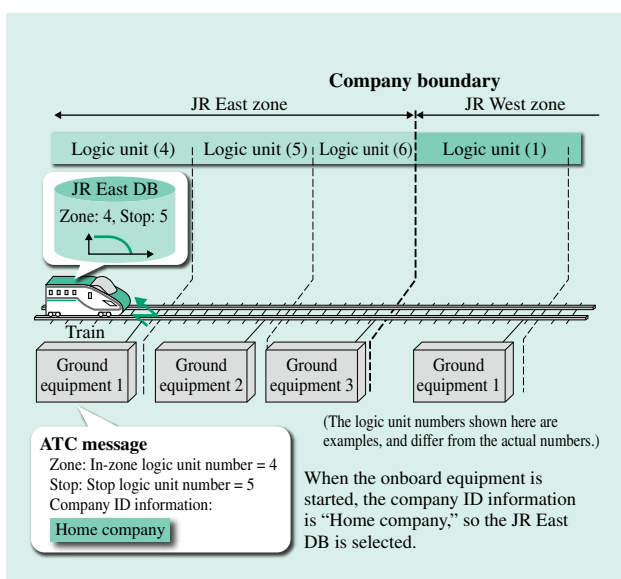 Company boundary
JR East zone
JR West zone
Logic unit (4)
Logic unit (5)
Logic unit (6)
Logic unit (1)
JR East DB
Zone: 4, Stop: 5
Train
Ground
equipment 1
Ground
equipment 2
Ground
equipment 3
Ground
equipment 1
ATC message
Zone: In-zone logic unit number = 4
Stop: Stop logic unit number = 5
Company ID information:
Home company
(The logic unit numbers shown here are
examples, and differ from the actual numbers.)
When the onboard equipment is
started, the company ID information
is “Home company,” so the JR East
DB is selected.